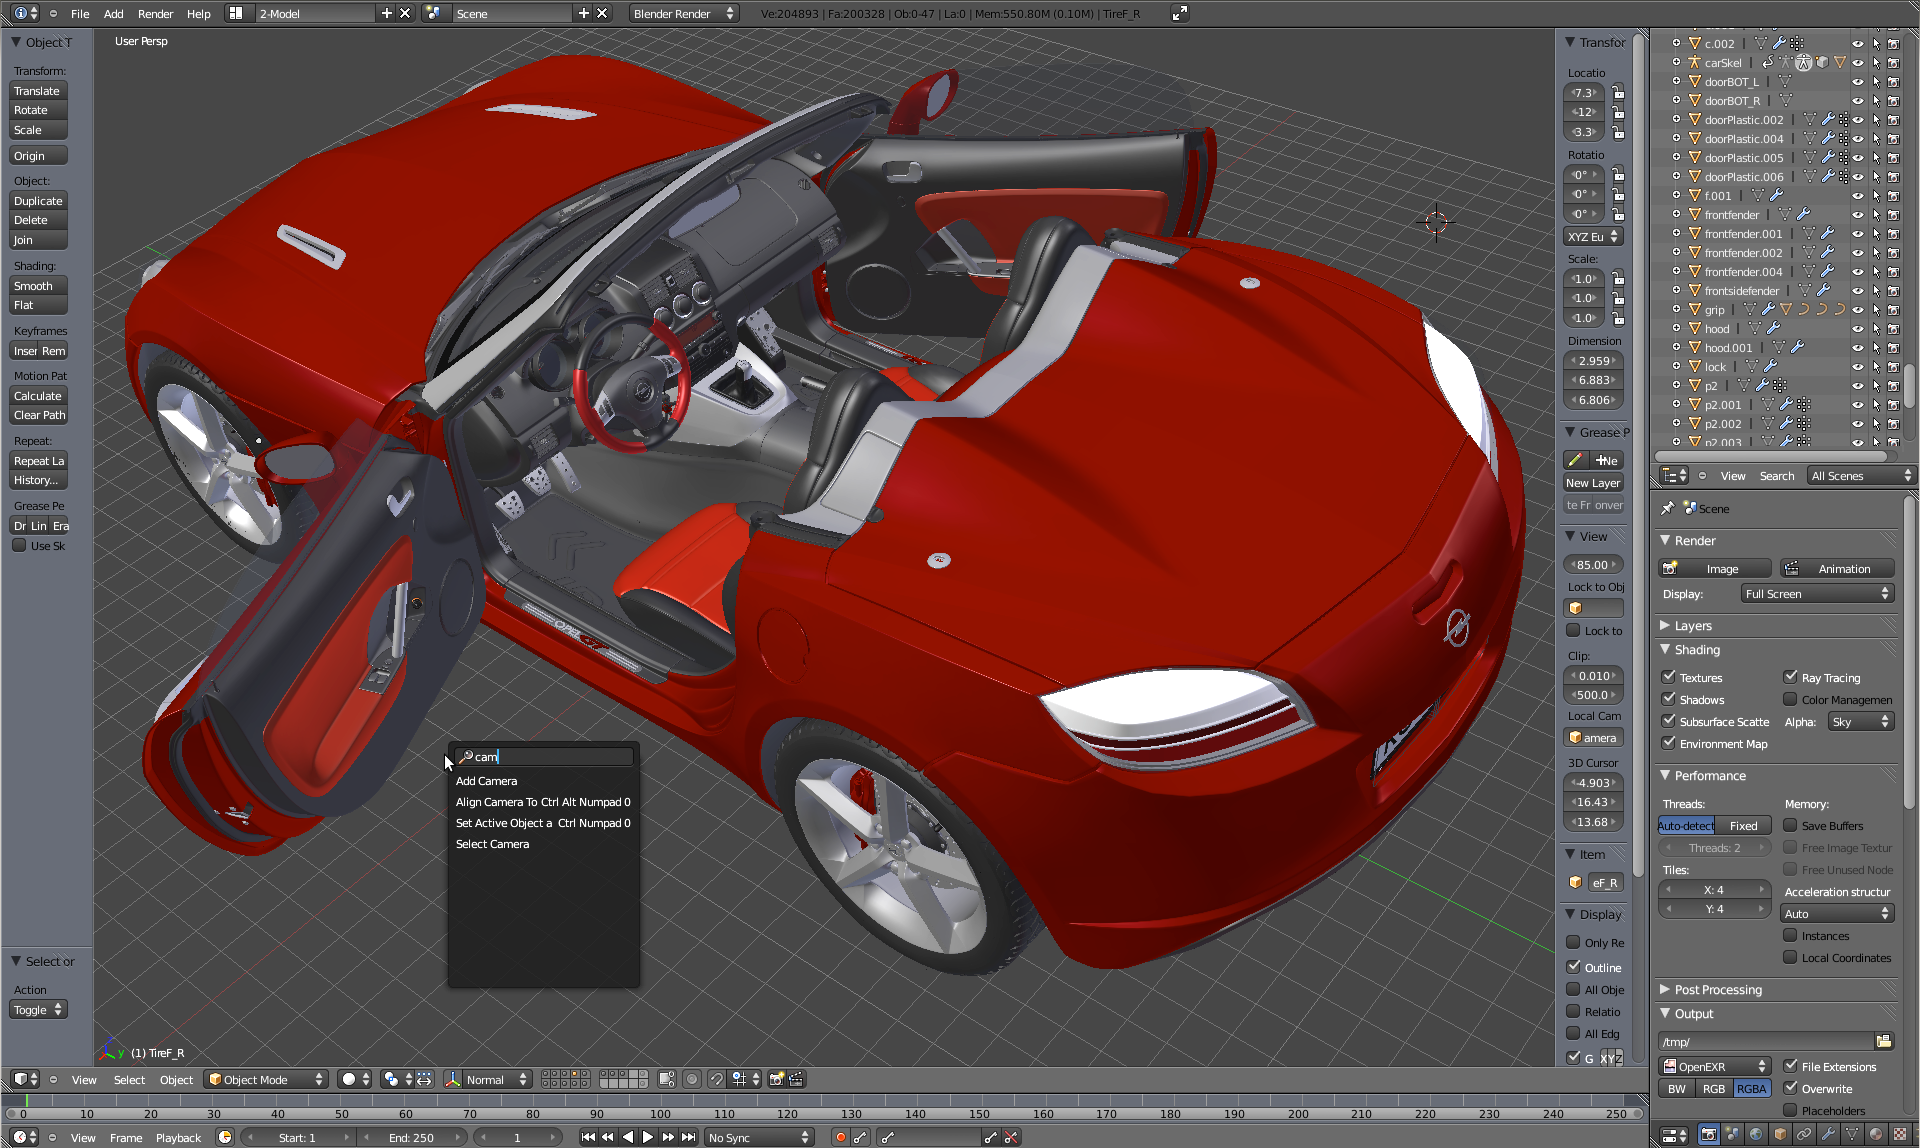 File Add Render Help 2-Model Scene Blender Render Ve:204893 | Fa:200328 | Ob:0-47 | La:0 | Mem:550.80M (0.10M) | TireF_R
Object T
Transform:
Translate
Rotate
Scale
Origin
Object:
Duplicate
Delete
Join
Shading:
Smooth
Flat
Keyframes
Inser Rem
Motion Pat
Calculate
Clear Path
Repeat:
Repeat La
History...
Grease Pe
Dr Lin Era
Use Sk
Select or
Action
Toggle
User Persp
OPEL GT
cam
Add Camera
Align Camera To Ctrl Alt Numpad 0
Set Active Object a Ctrl Numpad 0
Select Camera
y (1) TireF_R
Transfor
Locatio
7.3
-12
3.3
Rotatio
0°
0°
0°
XYZ Eu
Scale:
1.0
1.0
1.0
Dimension
2.959
6.883
6.806
Grease P
Ne
New Layer
te Fr onver
View
85.00
Lock to Obj
Lock to
Clip:
0.010
500.0
Local Cam
amera
3D Cursor
-4.903
16.43
13.68
Item
eF_R
Display
Only Re
Outline
All Obje
Relatio
All Edg
G XYZ
c.002
carSkel
doorBOT_L
doorBOT_R
doorPlastic.002
doorPlastic.004
doorPlastic.005
doorPlastic.006
f.001
frontfender
frontfender.001
frontfender.002
frontfender.004
frontsidefender
grip
hood
hood.001
lock
p2
p2.001
p2.002
p2.003
View Search All Scenes
Scene
Render
Image Animation
Display: Full Screen
Layers
Shading
Textures Ray Tracing
Shadows Color Managemen
Subsurface Scatte Alpha: Sky
Environment Map
Performance
Threads: Memory:
Auto-detect Fixed Save Buffers
Threads: 2 Free Image Textur
Free Unused Node
Tiles:
X: 4 Acceleration structur
Y: 4 Auto
Instances
Local Coordinates
Post Processing
Output
/tmp/
OpenEXR File Extensions
BW RGB RGBA Overwrite
Placeholders
View Select Object Object Mode Normal
0 10 20 30 40 50 60 70 80 90 100 110 120 130 140 150 160 170 180 190 200 210 220 230 240 250
View Frame Playback Start: 1 End: 250 1 No Sync